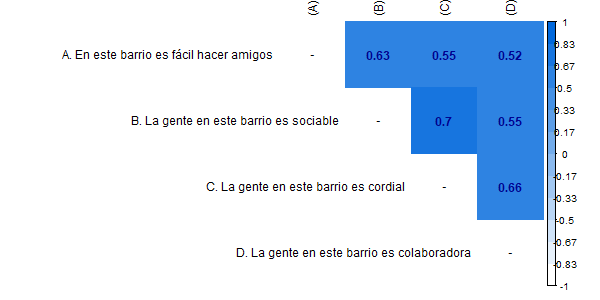 (A)
(B)
(C)
(D)
A. En este barrio es fácil hacer amigos - 0.63 0.55 0.52
B. La gente en este barrio es sociable - 0.7 0.55
C. La gente en este barrio es cordial - 0.66
D. La gente en este barrio es colaboradora -
1
0.83
0.67
0.5
0.33
0.17
0
-0.17
-0.33
-0.5
-0.67
-0.83
-1